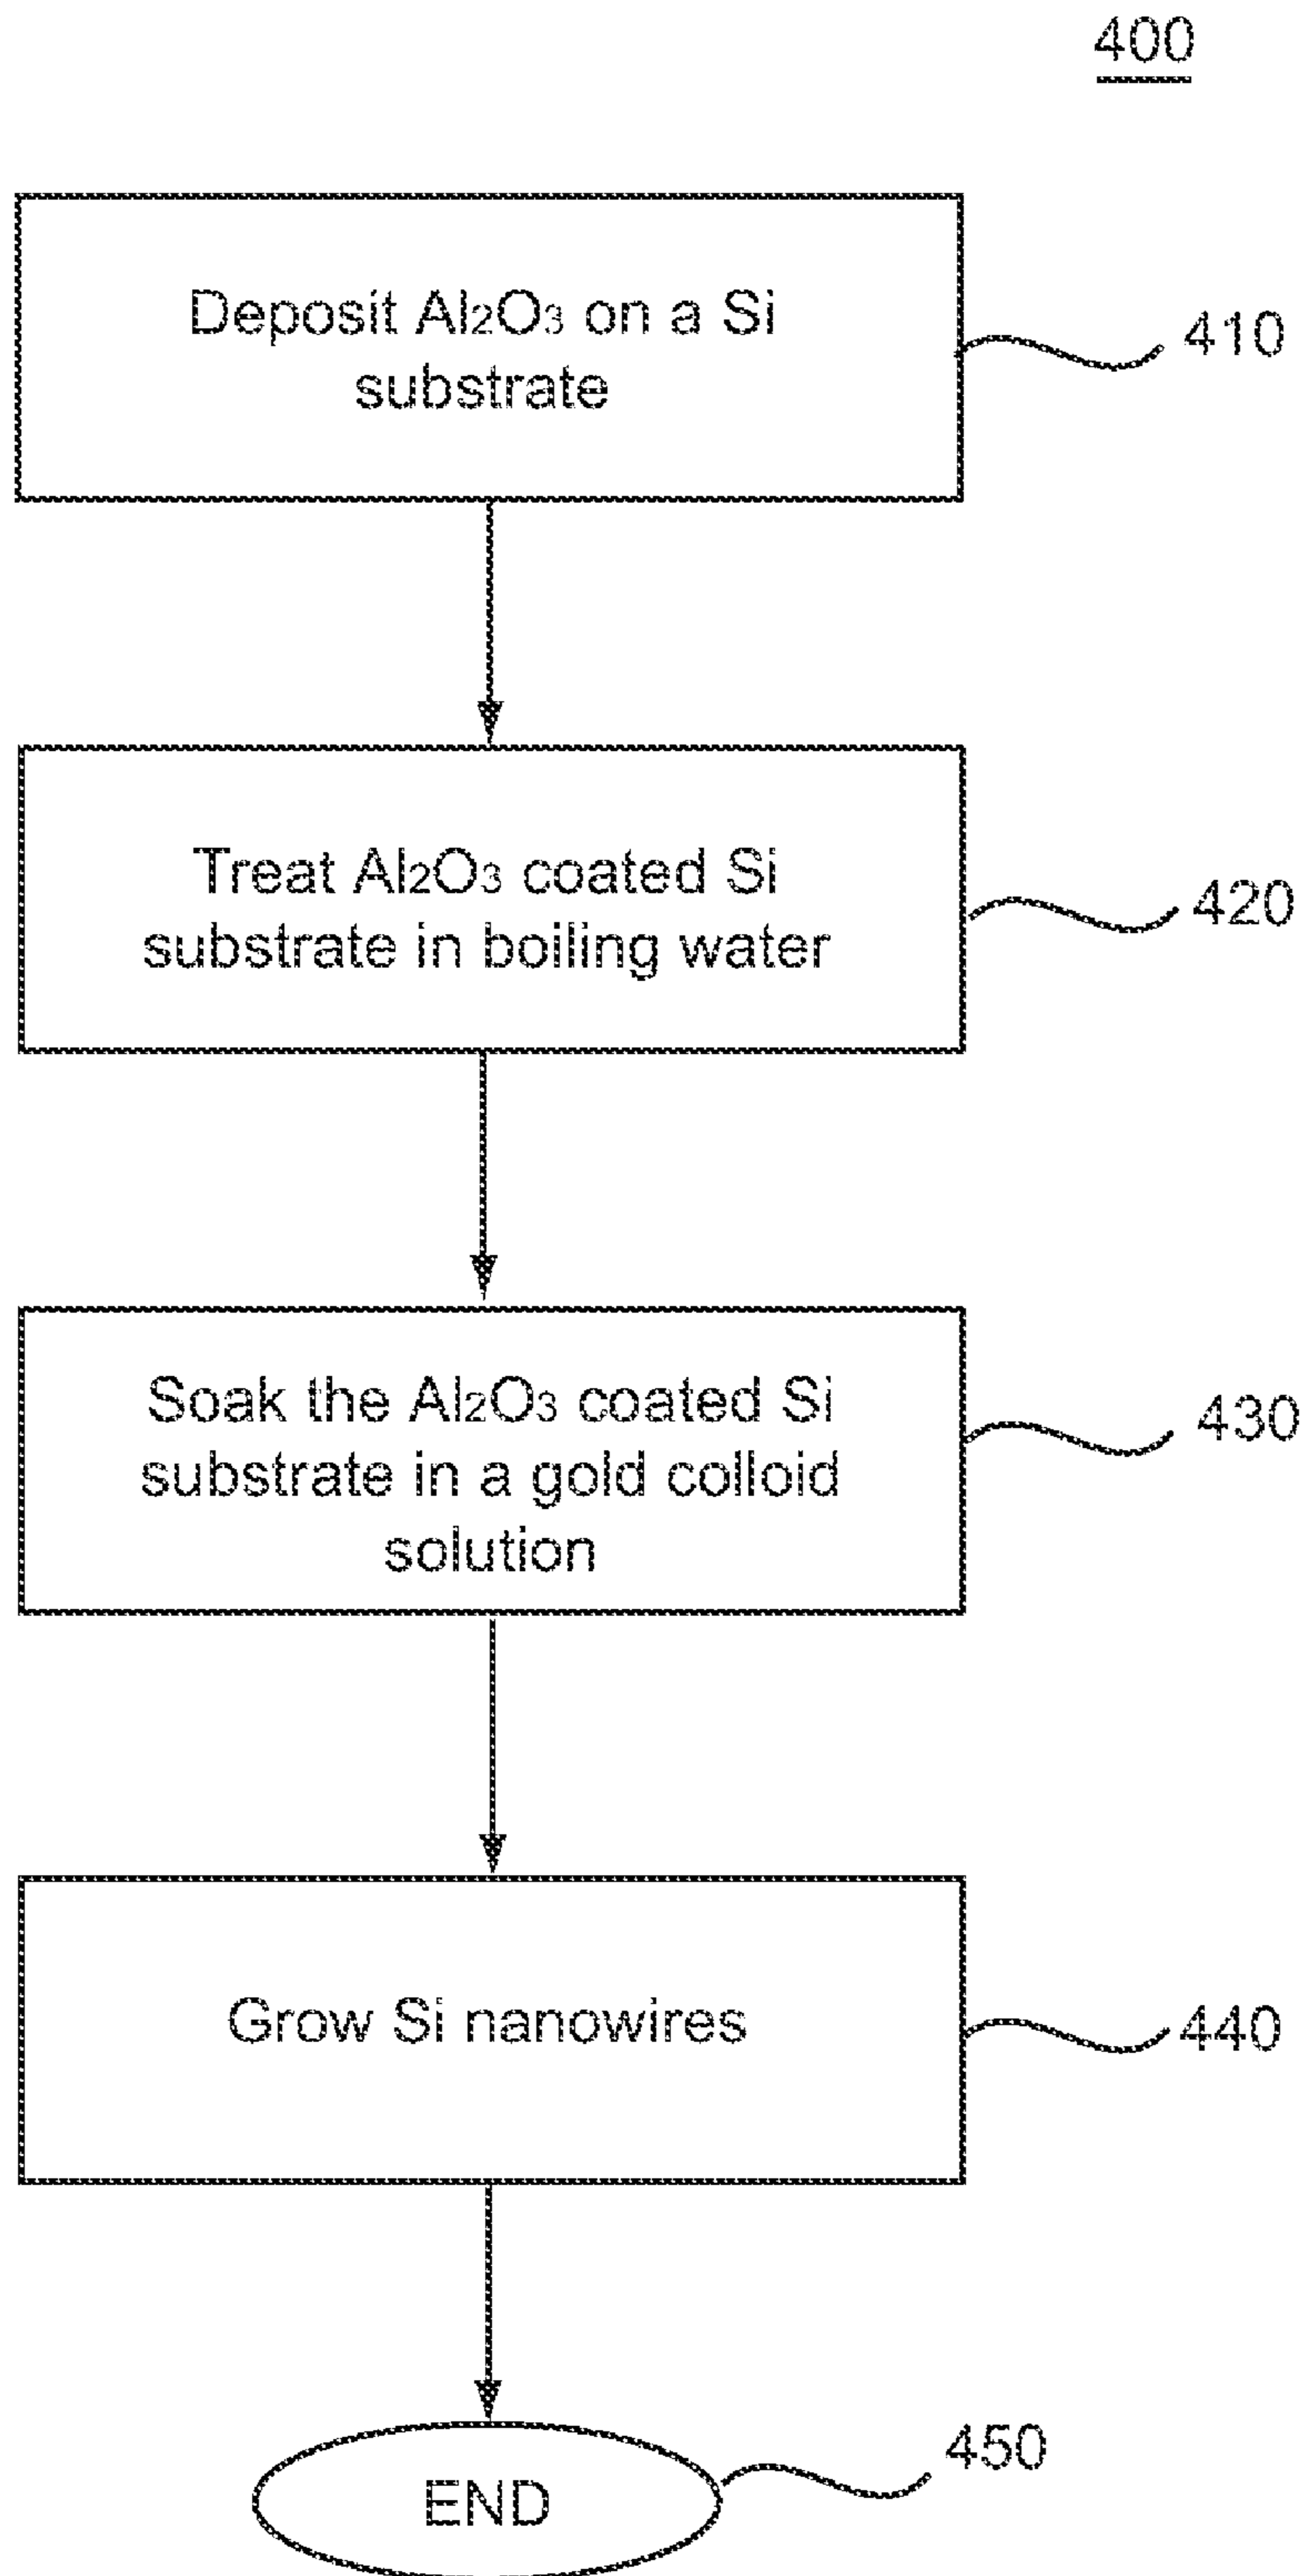 400
Deposit Al₂O₃ on a Si
substrate
410
Treat Al₂O₃ coated Si
substrate in boiling water
420
Soak the Al₂O₃ coated Si
substrate in a gold colloid
solution
430
Grow Si nanowires
440
END
450